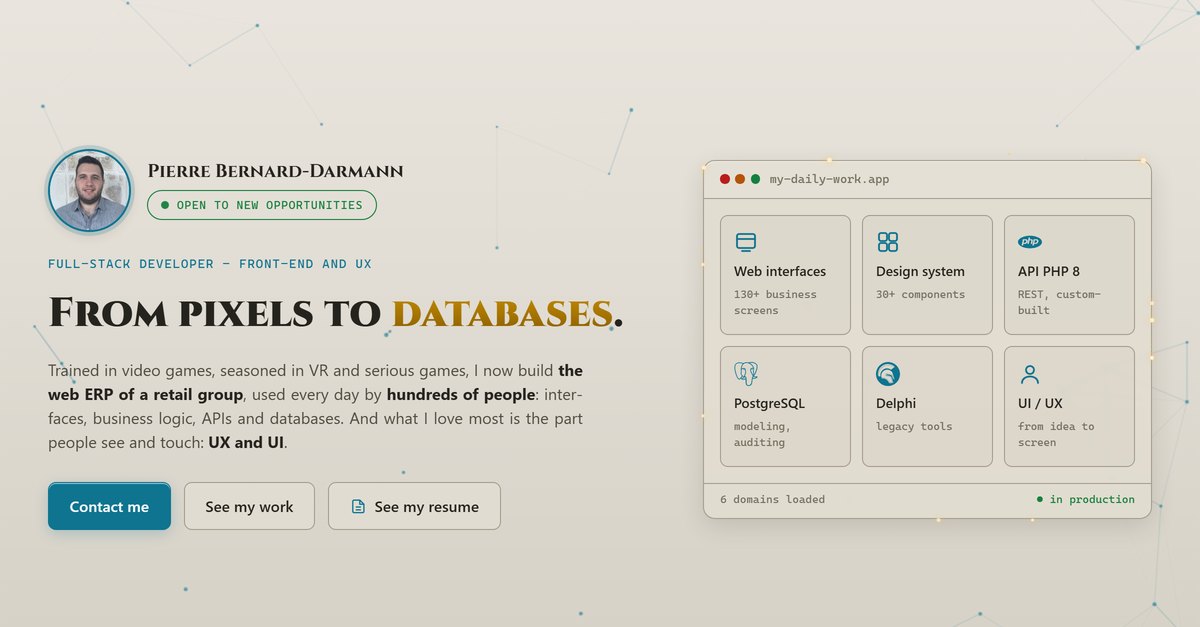 Pierre Bernard-Darmann
OPEN TO NEW OPPORTUNITIES
FULL-STACK DEVELOPER – FRONT-END AND UX
From pixels to databases.
Trained in video games, seasoned in VR and serious games, I now build the
web ERP of a retail group, used every day by hundreds of people: inter-
faces, business logic, APIs and databases. And what I love most is the part
people see and touch: UX and UI.
Contact me
See my work
See my resume
my-daily-work.app
Web interfaces
130+ business
screens
Design system
30+ components
php
API PHP 8
REST, custom-
built
PostgreSQL
modeling,
auditing
Delphi
legacy tools
UI / UX
from idea to
screen
6 domains loaded
in production